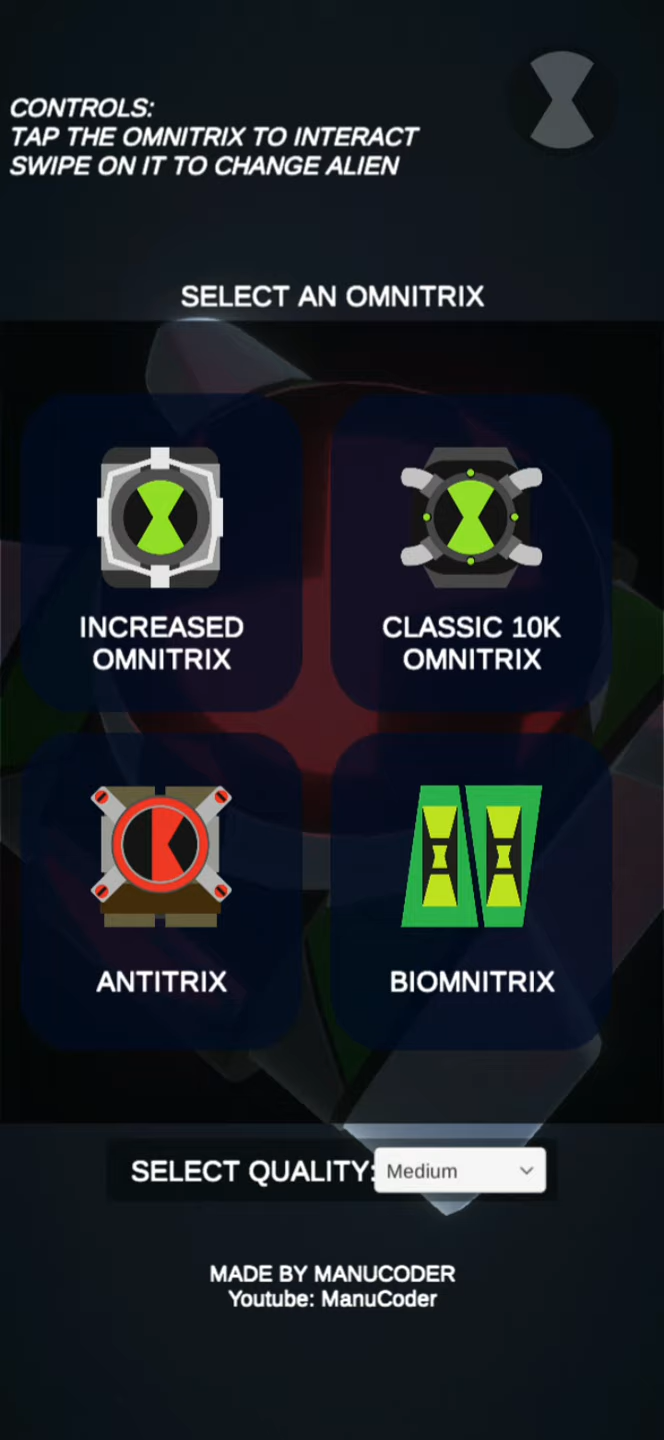 CONTROLS:
TAP THE OMNITRIX TO INTERACT
SWIPE ON IT TO CHANGE ALIEN
SELECT AN OMNITRIX
INCREASED
OMNITRIX
CLASSIC 10K
OMNITRIX
ANTITRIX
BIOMNITRIX
SELECT QUALITY:
Medium
MADE BY MANUCODER
Youtube: ManuCoder